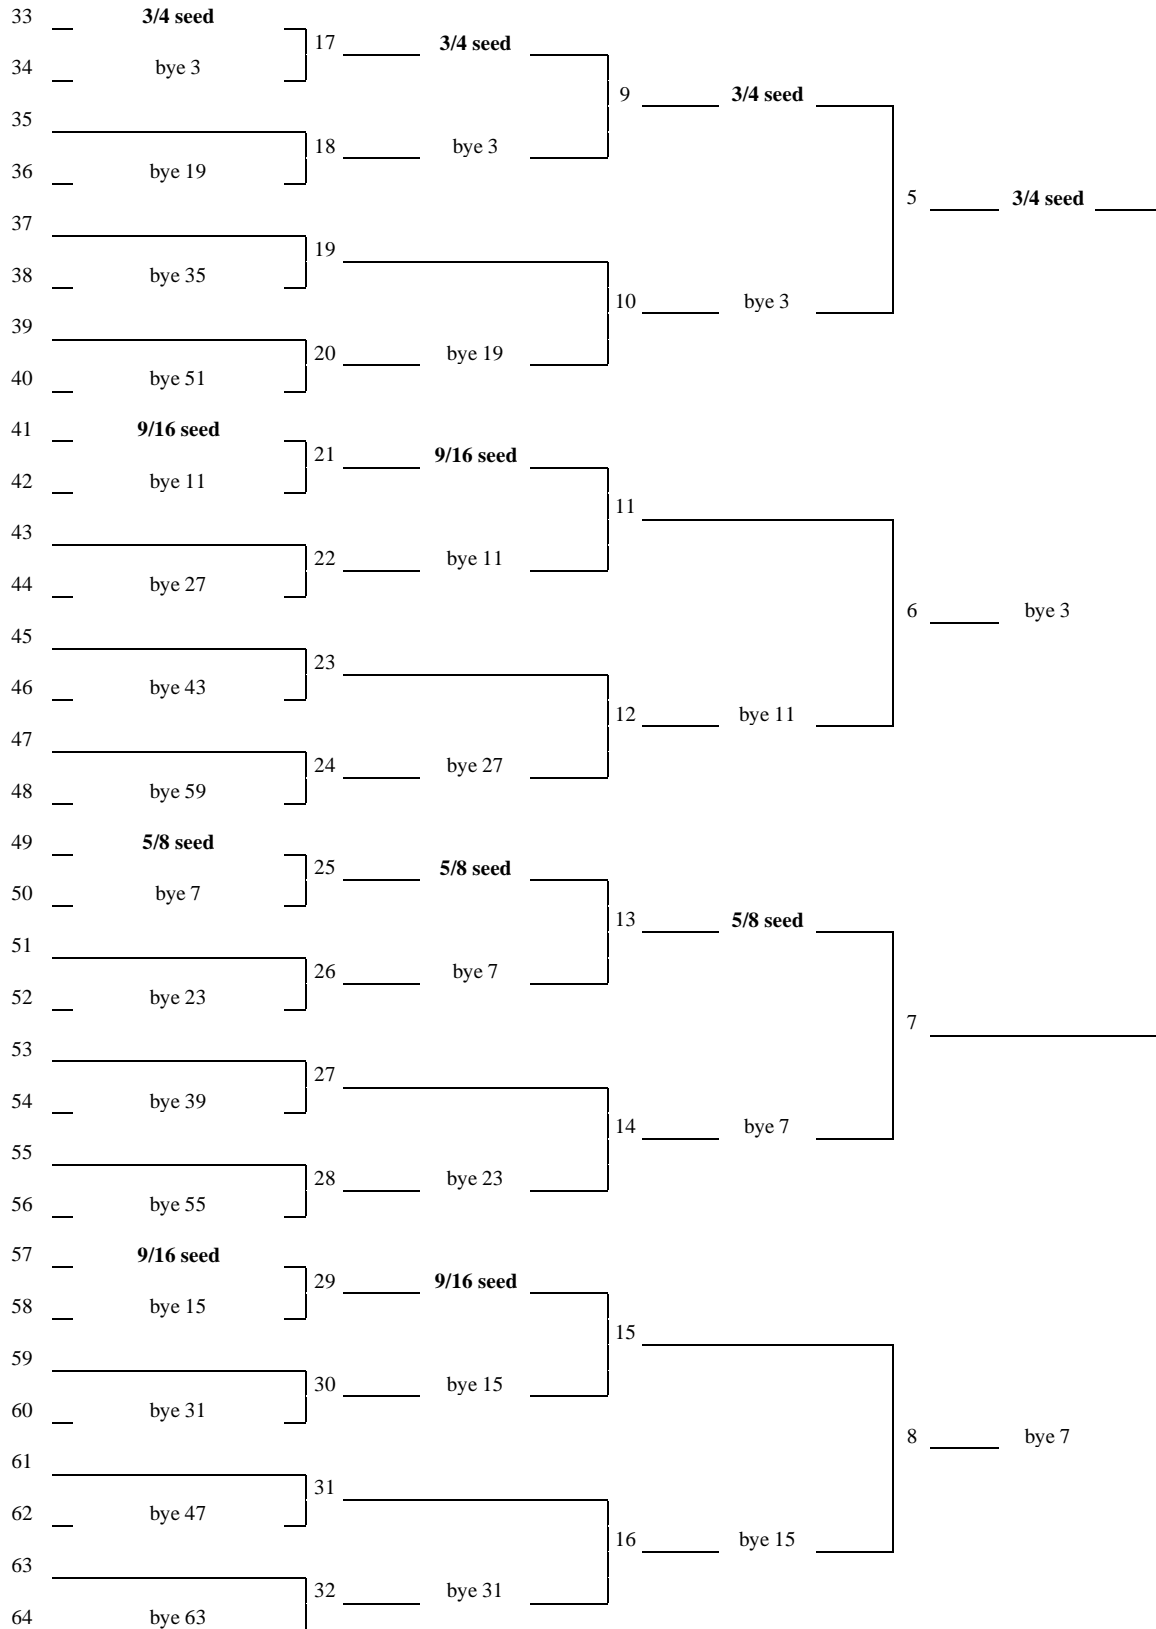 33 3/4 seed
17 3/4 seed
34 bye 3
9 3/4 seed
35
18 bye 3
36 bye 19
5 3/4 seed
37
19
38 bye 35
10 bye 3
39
20 bye 19
40 bye 51
41 9/16 seed
21 9/16 seed
42 bye 11
11
43
22 bye 11
44 bye 27
6 bye 3
45
23
46 bye 43
12 bye 11
47
24 bye 27
48 bye 59
49 5/8 seed
25 5/8 seed
50 bye 7
13 5/8 seed
51
26 bye 7
52 bye 23
7
53
27
54 bye 39
14 bye 7
55
28 bye 23
56 bye 55
57 9/16 seed
29 9/16 seed
58 bye 15
15
59
30 bye 15
60 bye 31
8 bye 7
61
31
62 bye 47
16 bye 15
63
32 bye 31
64 bye 63